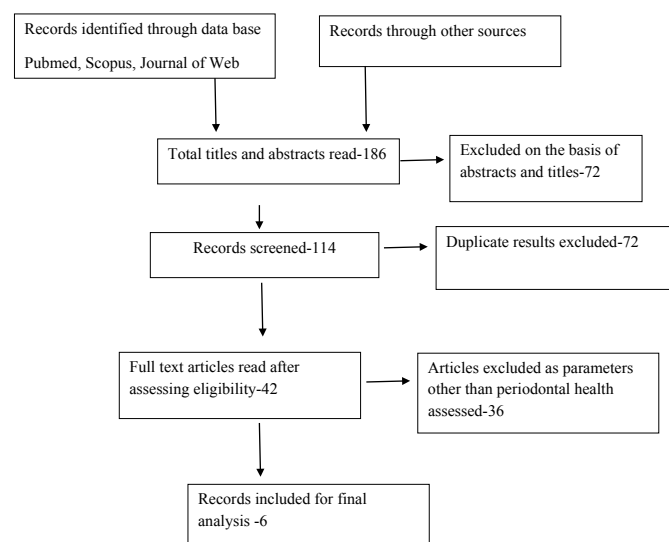 Records identified through data base
Pubmed, Scopus, Journal of Web
Records through other sources
Total titles and abstracts read-186
Excluded on the basis of
abstracts and titles-72
Records screened-114
Duplicate results excluded-72
Full text articles read after
assessing eligibility-42
Articles excluded as parameters
other than periodontal health
assessed-36
Records included for final
analysis -6